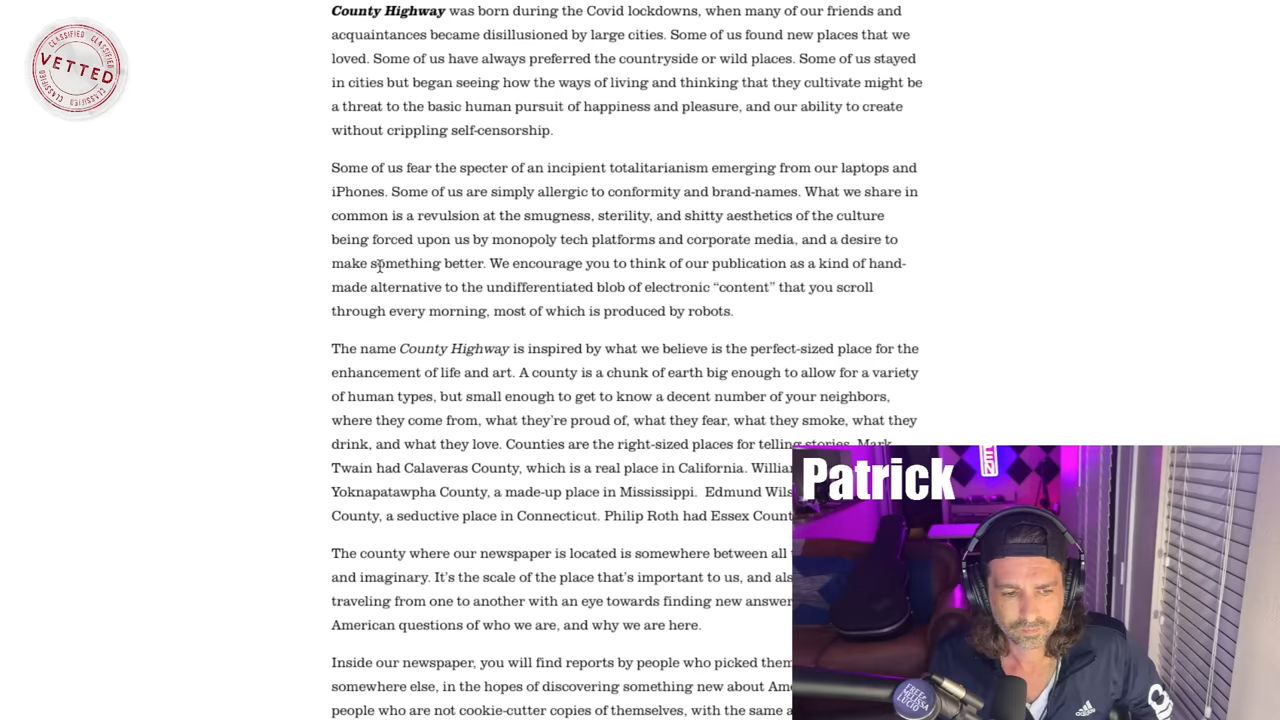 County Highway was born during the Covid lockdowns, when many of our friends and
acquaintances became disillusioned by large cities. Some of us found new places that we
loved. Some of us have always preferred the countryside or wild places. Some of us stayed
in cities but began seeing how the ways of living and thinking that they cultivate might be
a threat to the basic human pursuit of happiness and pleasure, and our ability to create
without crippling self-censorship.
CLASSIFIED CLASSIFIED
VETTED
CLASSIFIED CLASSIFIED
Some of us fear the specter of an incipient totalitarianism emerging from our laptops and
iPhones. Some of us are simply allergic to conformity and brand-names. What we share in
common is a revulsion at the smugness, sterility, and shitty aesthetics of the culture
being forced upon us by monopoly tech platforms and corporate media, and a desire to
make something better. We encourage you to think of our publication as a kind of hand-
made alternative to the undifferentiated blob of electronic “content” that you scroll
through every morning, most of which is produced by robots.
The name County Highway is inspired by what we believe is the perfect-sized place for the
enhancement of life and art. A county is a chunk of earth big enough to allow for a variety
of human types, but small enough to get to know a decent number of your neighbors,
where they come from, what they’re proud of, what they fear, what they smoke, what they
drink, and what they love. Counties are the right-sized places for telling stories. Mark
Twain had Calaveras County, which is a real place in California.
Yoknapatawpha County, a made-up place in Mississippi. Edmund
County, a seductive place in Connecticut. Philip Roth had Essex
The county where our newspaper is located is somewhere between all
and imaginary. It’s the scale of the place that’s important to us, and
traveling from one to another with an eye towards finding new
American questions of who we are, and why we are here.
Inside our newspaper, you will find reports by people who picked
somewhere else, in the hopes of discovering something new about
people who are not cookie-cutter copies of themselves, with the same
Patrick
FREE
MELISSA
LUCIO
adidas